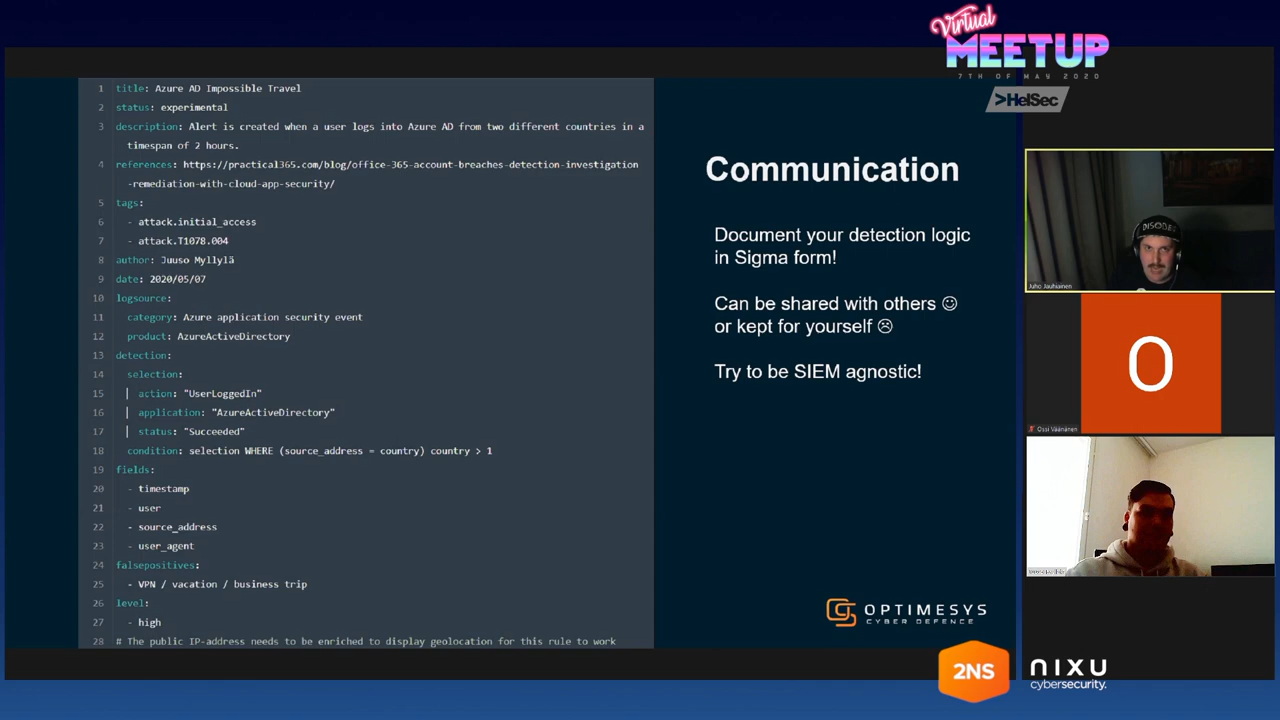 Virtual
MEETUP
7TH OF MAY 2020
>HelSec
1 title: Azure AD Impossible Travel
2 status: experimental
3 description: Alert is created when a user logs into Azure AD from two different countries in a
timespan of 2 hours.
4 references: https://practical365.com/blog/office-365-account-breaches-detection-investigation
-remediation-with-cloud-app-security/
5 tags:
6 - attack.initial_access
7 - attack.T1078.004
8 author: Juuso Myllylä
9 date: 2020/05/07
10 logsource:
11 category: Azure application security event
12 product: AzureActiveDirectory
13 detection:
14 selection:
15 action: "UserLoggedIn"
16 application: "AzureActiveDirectory"
17 status: "Succeeded"
18 condition: selection WHERE (source_address = country) country > 1
19 fields:
20 - timestamp
21 - user
22 - source_address
23 - user_agent
24 falsepositives:
25 - VPN / vacation / business trip
26 level:
27 - high
28 # The public IP-address needs to be enriched to display geolocation for this rule to work
Communication
Document your detection logic
in Sigma form!
Can be shared with others ☺
or kept for yourself ☹
Try to be SIEM agnostic!
OPTIMESYS
CYBER DEFENCE
Juho Jauhiainen
O
Ossi Väänänen
2NS
nixu
cybersecurity.